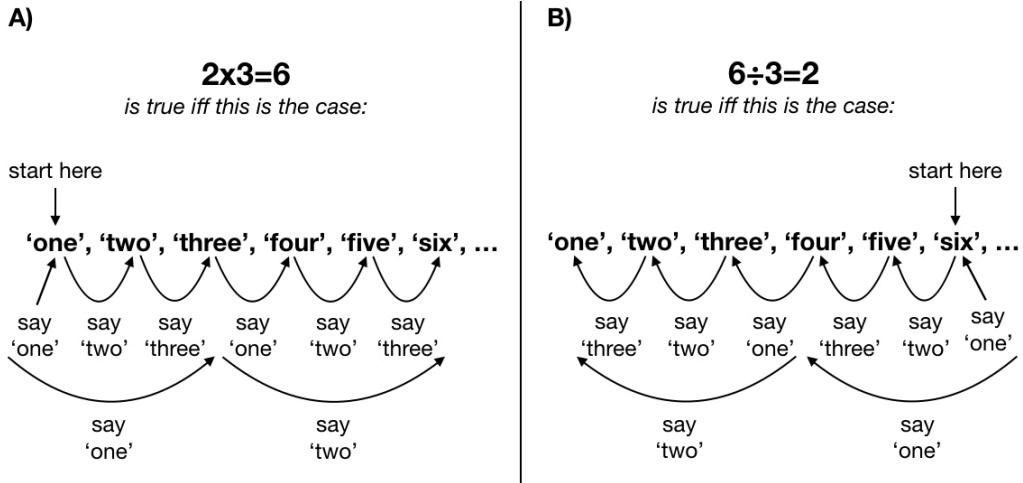 A)
2x3=6
is true iff this is the case:
start here
‘one’, ‘two’, ‘three’, ‘four’, ‘five’, ‘six’, ...
say say say say say say
‘one’ ‘two’ ‘three’ ‘one’ ‘two’ ‘three’
say say
‘one’ ‘two’
B)
6÷3=2
is true iff this is the case:
start here
‘one’, ‘two’, ‘three’, ‘four’, ‘five’, ‘six’, ...
say say say say say say
‘three’ ‘two’ ‘one’ ‘three’ ‘two’ ‘one’
say say
‘two’ ‘one’